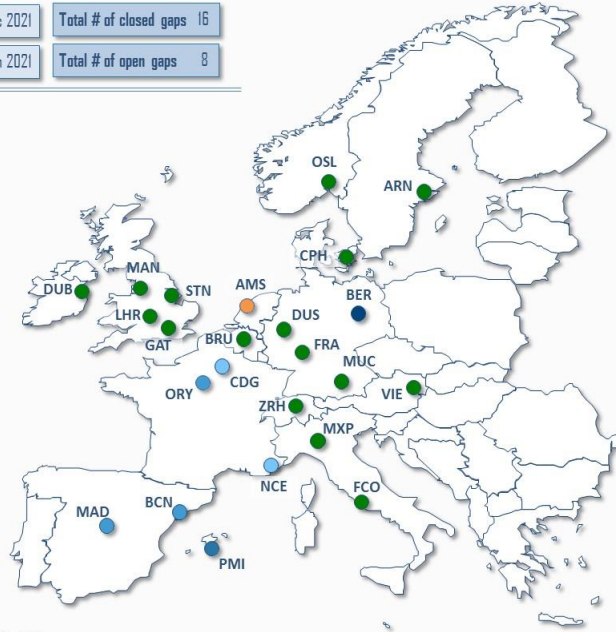 2021
Total # of closed gaps 16
2021
Total # of open gaps 8
OSL
ARN
CPH
MAN
DUB
STN
AMS
BER
LHR
DUS
GAT
BRU
FRA
MUC
CDG
ORY
VIE
ZRH
MXP
NCE
FCO
BCN
MAD
PMI